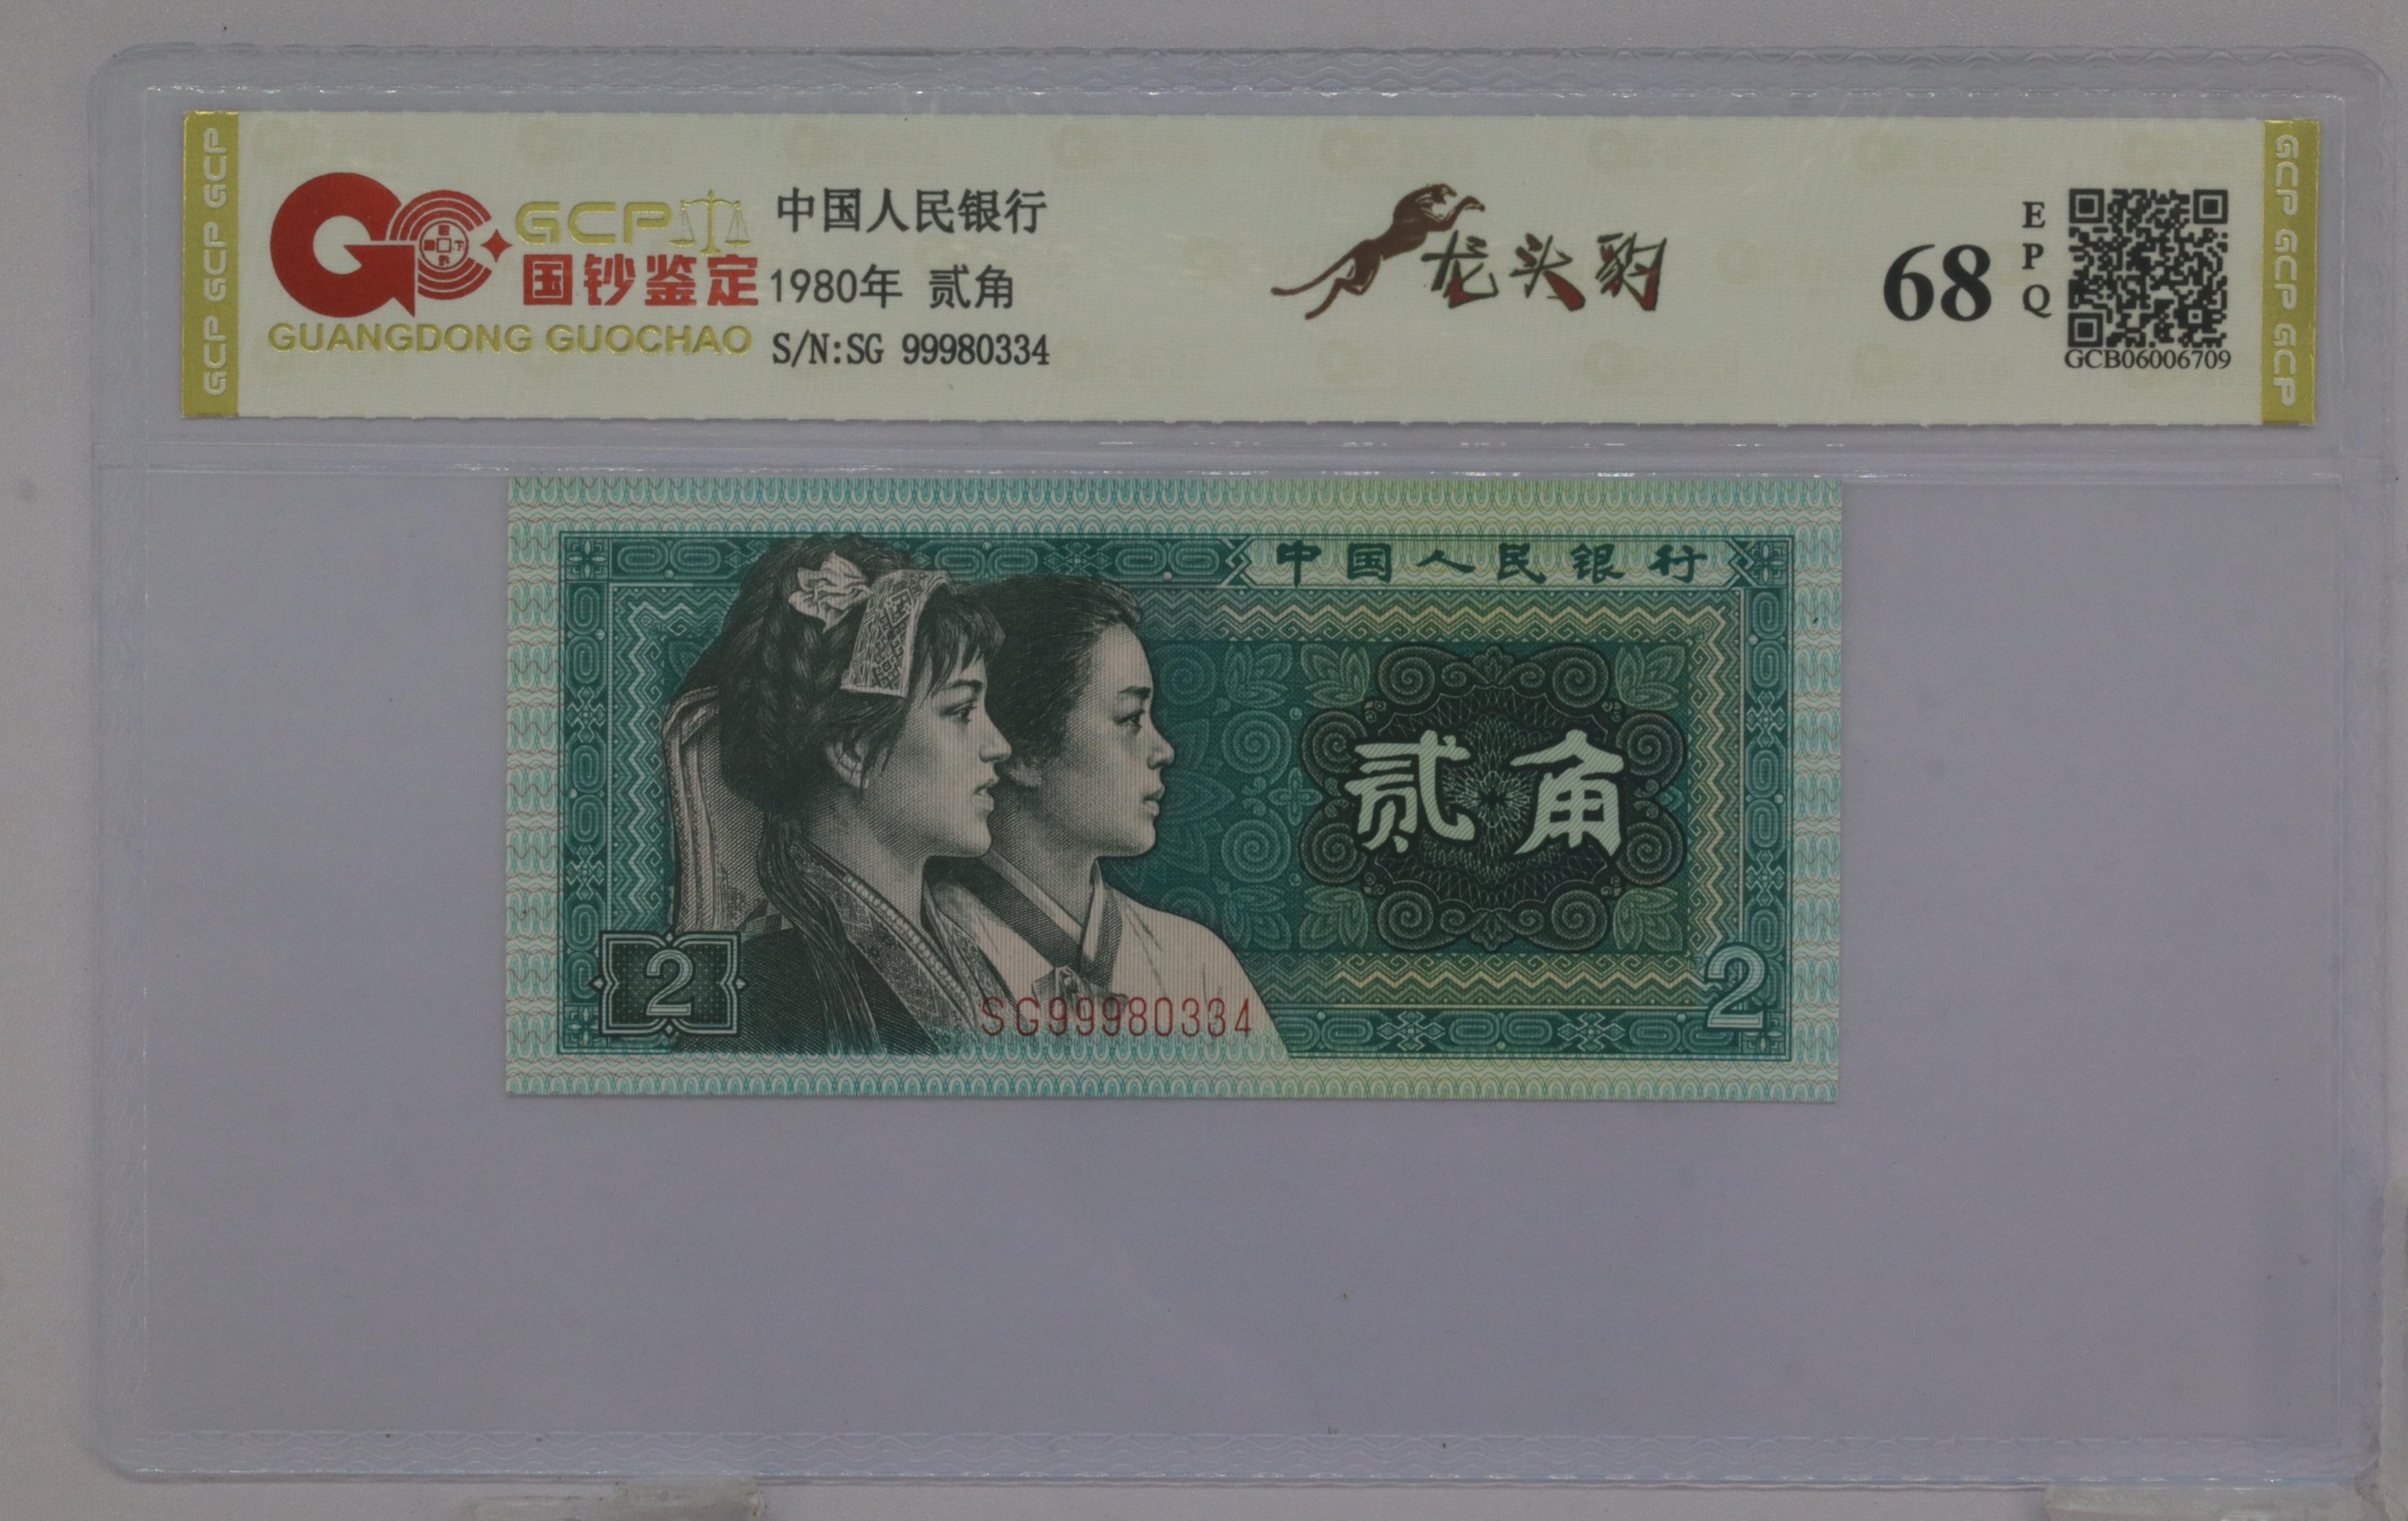 GCP GCP GCP
GCP
国钞鉴定
GUANGDONG GUOCHAO
中国人民银行
1980年 贰角
S/N:SG 99980334
龙头豹
68
EPQ
GCB06006709
GCP GCP GCP
中国人民银行
贰角
2
SG99980334
2